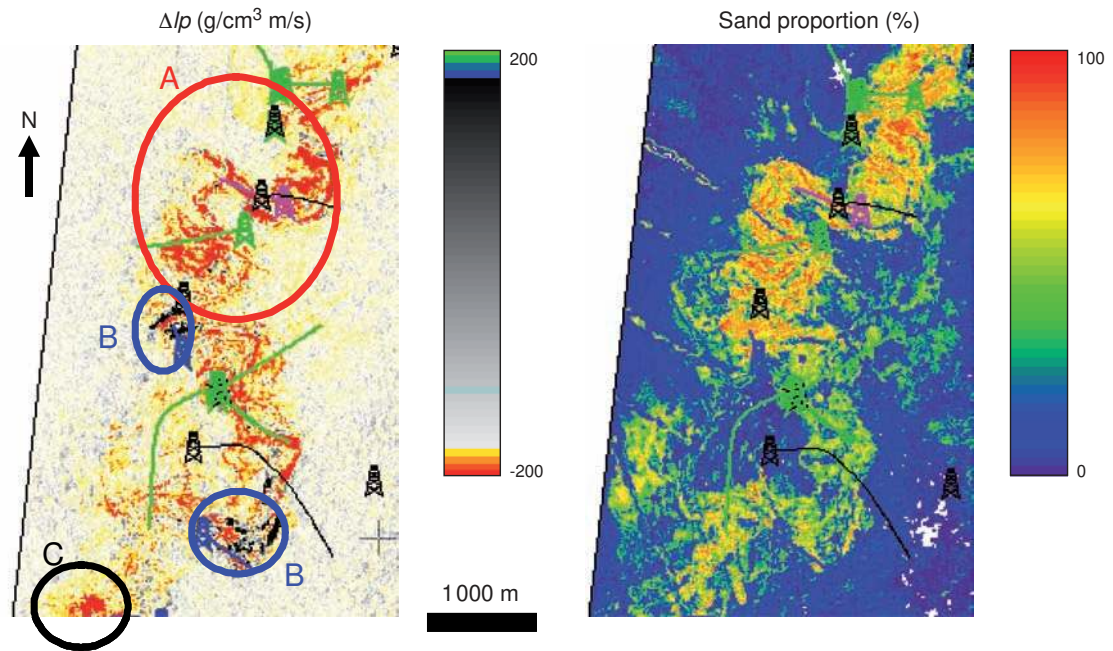 ΔIp (g/cm³ m/s)
Sand proportion (%)
A
200
100
N
B
-200
0
C
B
1000 m